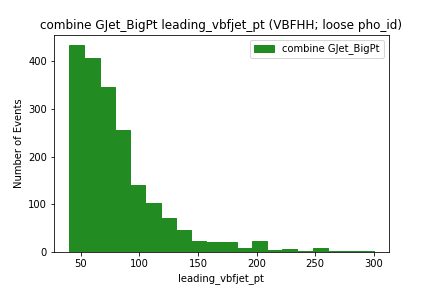 combine GJet_BigPt leading_vbfjet_pt (VBFHH; loose pho_id)
combine GJet_BigPt
Number of Events
400
300
200
100
0
50
100
150
200
250
300
leading_vbfjet_pt